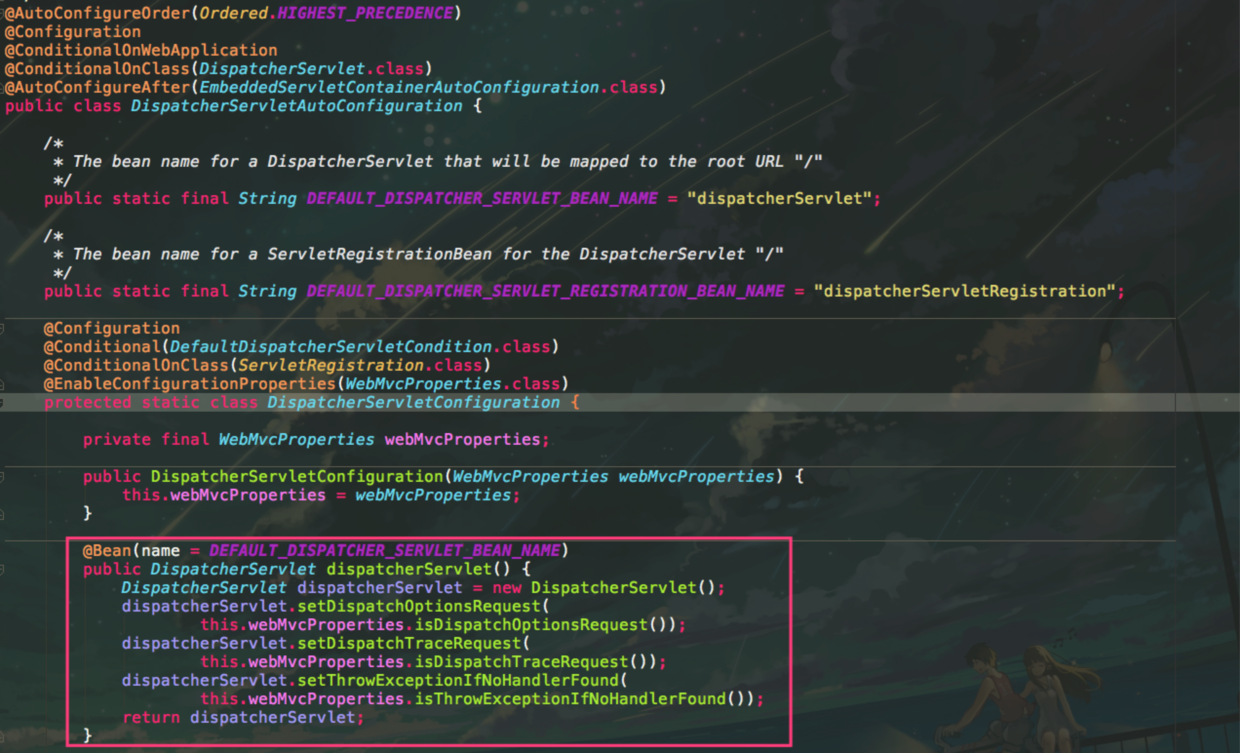 @AutoConfigureOrder(Ordered.HIGHEST_PRECEDENCE)
@Configuration
@ConditionalOnWebApplication
@ConditionalOnClass(DispatcherServlet.class)
@AutoConfigureAfter(EmbeddedServletContainerAutoConfiguration.class)
public class DispatcherServletAutoConfiguration {
/*
* The bean name for a DispatcherServlet that will be mapped to the root URL "/"
*/
public static final String DEFAULT_DISPATCHER_SERVLET_BEAN_NAME = "dispatcherServlet";
/*
* The bean name for a ServletRegistrationBean for the DispatcherServlet "/"
*/
public static final String DEFAULT_DISPATCHER_SERVLET_REGISTRATION_BEAN_NAME = "dispatcherServletRegistration";
@Configuration
@Conditional(DefaultDispatcherServletCondition.class)
@ConditionalOnClass(ServletRegistration.class)
@EnableConfigurationProperties(WebMvcProperties.class)
protected static class DispatcherServletConfiguration {
private final WebMvcProperties webMvcProperties;
public DispatcherServletConfiguration(WebMvcProperties webMvcProperties) {
this.webMvcProperties = webMvcProperties;
}
@Bean(name = DEFAULT_DISPATCHER_SERVLET_BEAN_NAME)
public DispatcherServlet dispatcherServlet() {
DispatcherServlet dispatcherServlet = new DispatcherServlet();
dispatcherServlet.setDispatchOptionsRequest(
this.webMvcProperties.isDispatchOptionsRequest());
dispatcherServlet.setDispatchTraceRequest(
this.webMvcProperties.isDispatchTraceRequest());
dispatcherServlet.setThrowExceptionIfNoHandlerFound(
this.webMvcProperties.isThrowExceptionIfNoHandlerFound());
return dispatcherServlet;
}